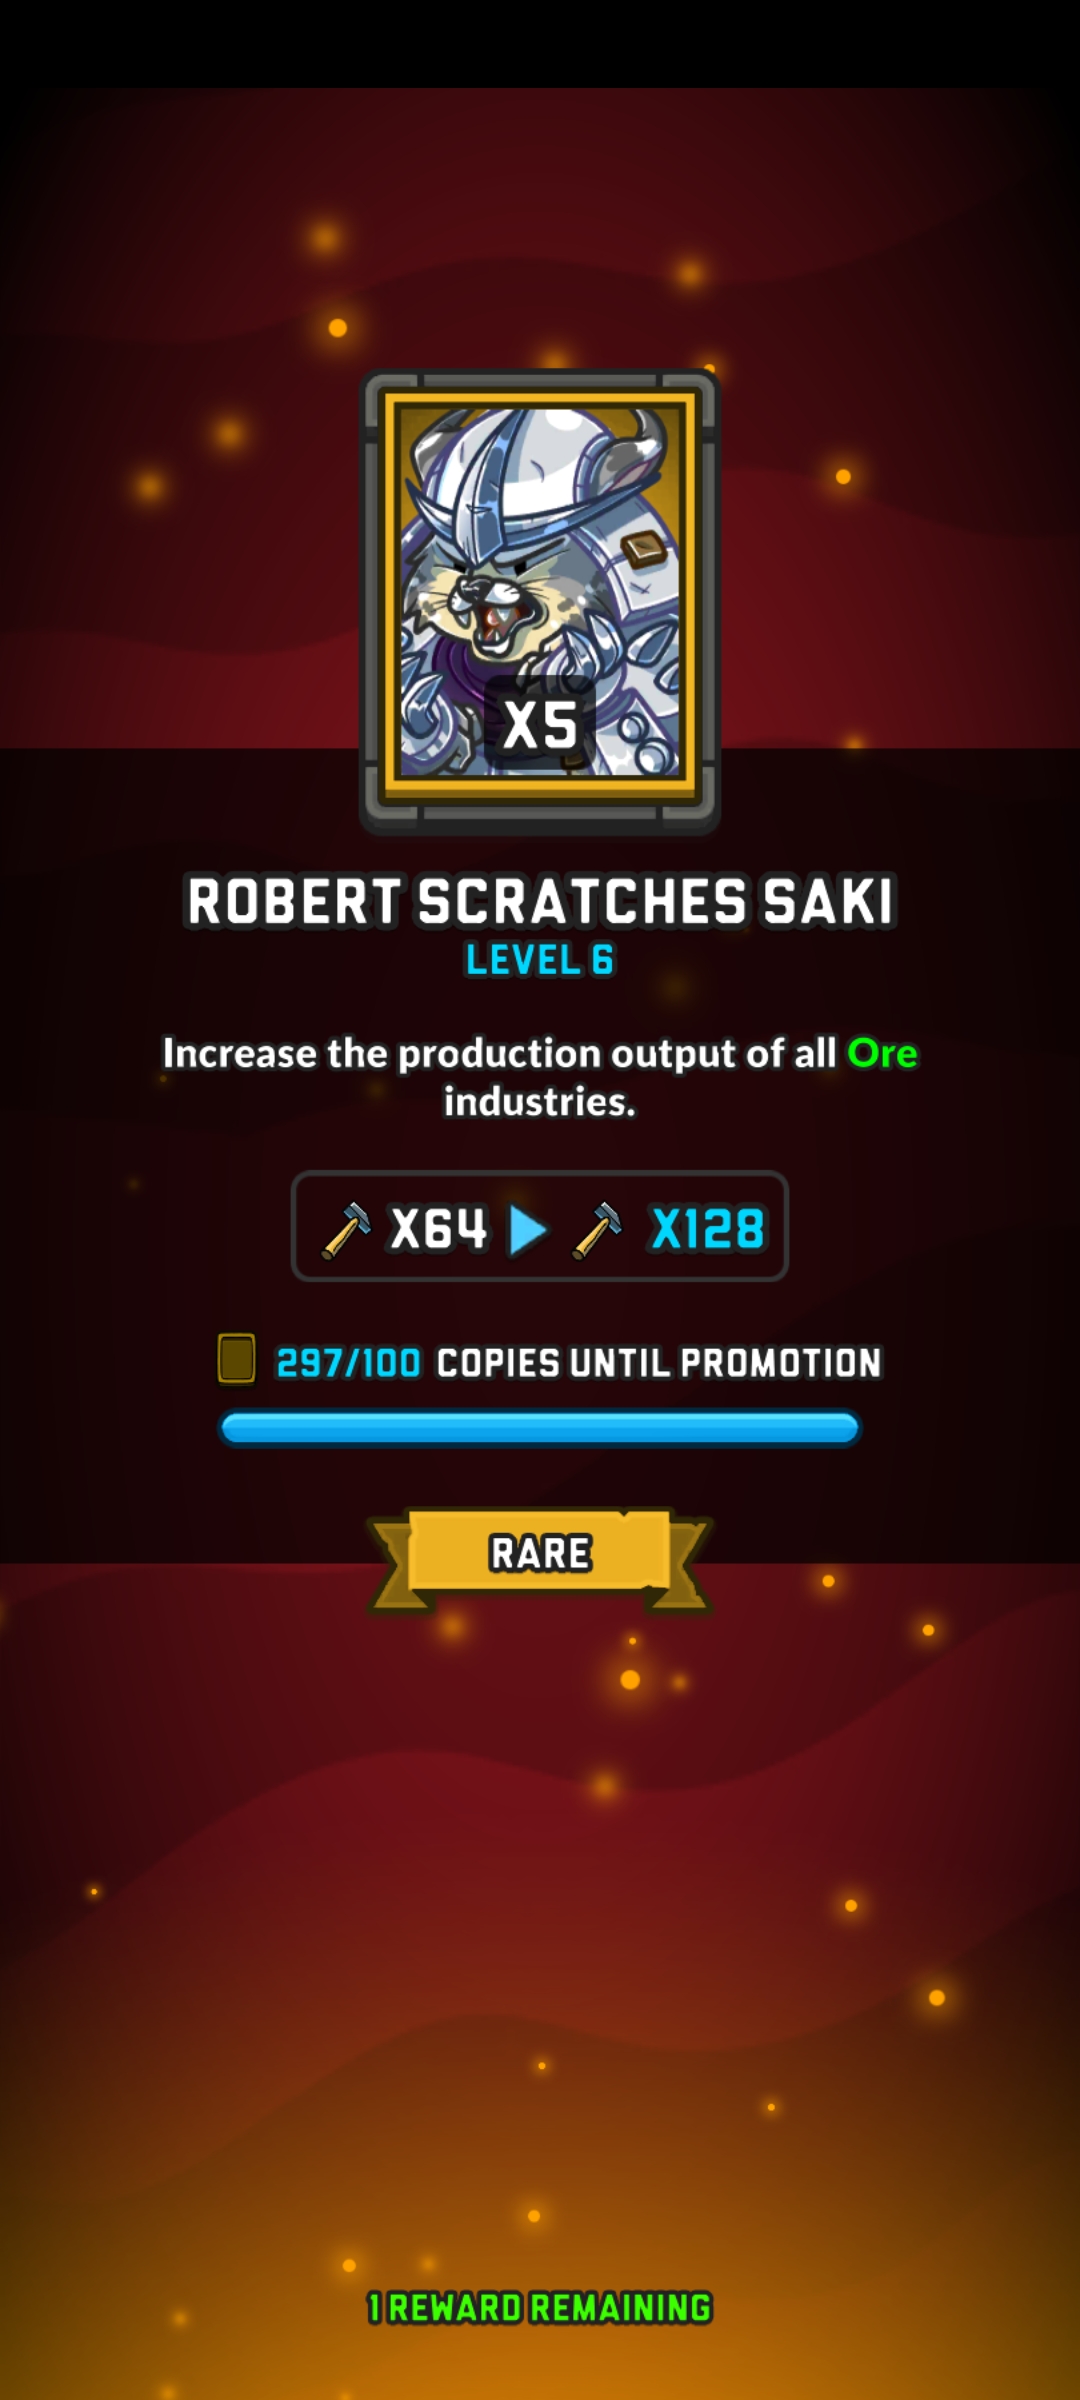 X5
ROBERT SCRATCHES SAKI
LEVEL 6
Increase the production output of all Ore
industries.
X64 X128
297/100 COPIES UNTIL PROMOTION
RARE
1 REWARD REMAINING